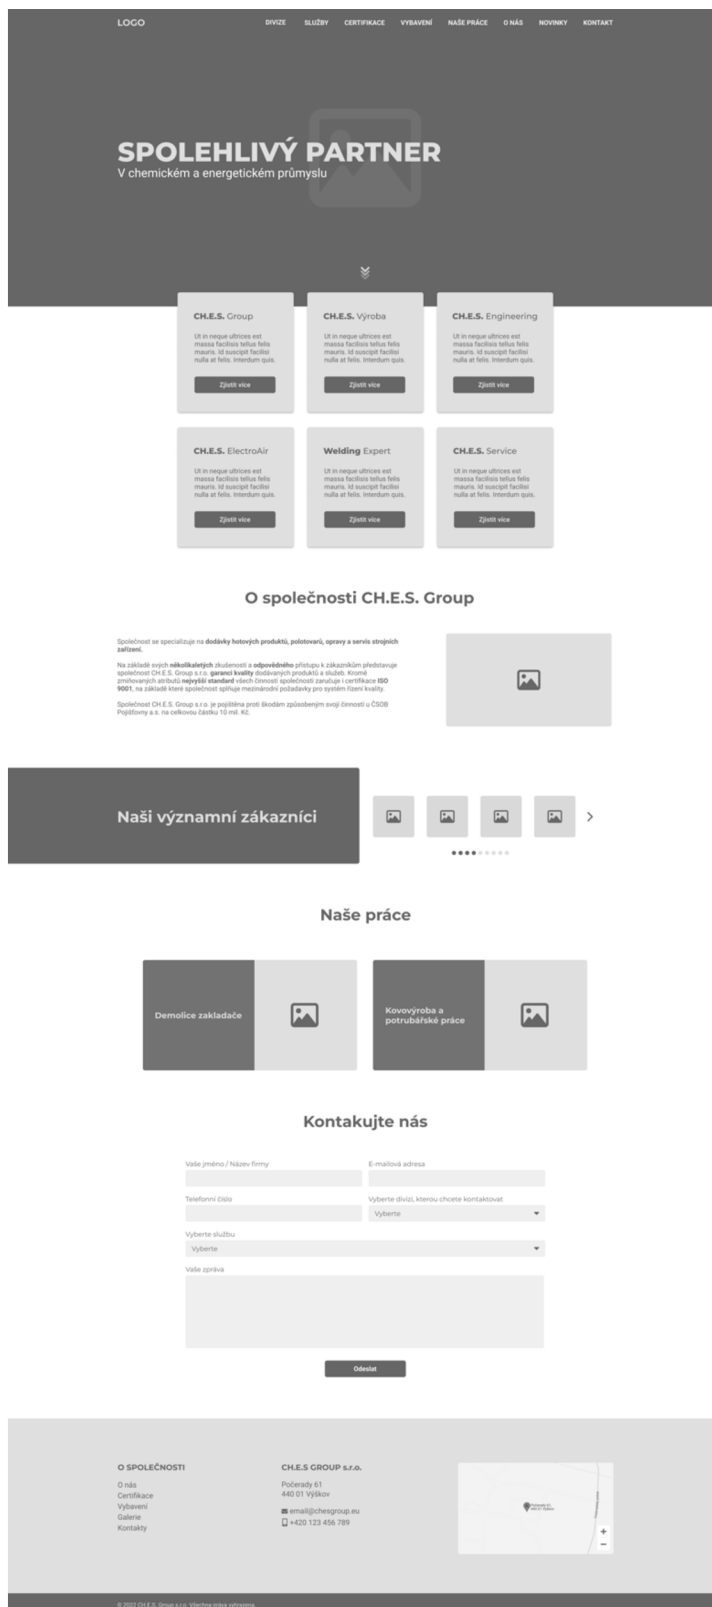 LOGO
DIVIZE SLUŽBY CERTIFIKACE VYBAVENÍ NAŠE PRÁCE O NÁS NOVINKY KONTAKT
SPOLEHLIVÝ PARTNER
V chemickém a energetickém průmyslu
CH.E.S. Group
Ut in neque ultrices est
massa facilisis tellus felis
mauris. Id suscipit facilisi
nulla at felis. Interdum quis.
Zjistit více
CH.E.S. Výroba
Ut in neque ultrices est
massa facilisis tellus felis
mauris. Id suscipit facilisi
nulla at felis. Interdum quis.
Zjistit více
CH.E.S. Engineering
Ut in neque ultrices est
massa facilisis tellus felis
mauris. Id suscipit facilisi
nulla at felis. Interdum quis.
Zjistit více
CH.E.S. ElectroAir
Ut in neque ultrices est
massa facilisis tellus felis
mauris. Id suscipit facilisi
nulla at felis. Interdum quis.
Zjistit více
Welding Expert
Ut in neque ultrices est
massa facilisis tellus felis
mauris. Id suscipit facilisi
nulla at felis. Interdum quis.
Zjistit více
CH.E.S. Service
Ut in neque ultrices est
massa facilisis tellus felis
mauris. Id suscipit facilisi
nulla at felis. Interdum quis.
Zjistit více
O společnosti CH.E.S. Group
Společnost se specializuje na dodávky hotových produktů, polotovarů, opravy a servis strojních
zařízení.
Na základě svých několikaletých zkušeností a odpovědného přístupu k zákazníkům představuje
společnost CH.E.S. Group s.r.o. garanci kvality dodávaných produktů a služeb. Kromě
zmiňovaných atributů nejvyšší standard všech činností společnosti zaručuje i certifikace ISO
9001, na základě které společnost splňuje mezinárodní požadavky pro systém řízení kvality.
Společnost CH.E.S. Group s.r.o. je pojištěna proti škodám způsobeným svojí činností u ČSOB
Pojišťovny a.s. na celkovou částku 10 mil. Kč.
Naši významní zákazníci
Naše práce
Demolice zakladače
Kovovýroba a
potrubářské práce
Kontakujte nás
Vaše jméno / Název firmy
E-mailová adresa
Telefonní číslo
Vyberte divizi, kterou chcete kontaktovat
Vyberte
Vyberte službu
Vyberte
Vaše zpráva
Odeslat
O SPOLEČNOSTI
O nás
Certifikace
Vybavení
Galerie
Kontakty
CH.E.S GROUP s.r.o.
Počerady 61
440 01 Výškov
email@chesgroup.eu
+420 123 456 789
+
−
© 2022 CH.E.S. Group s.r.o. Všechna práva vyhrazena.